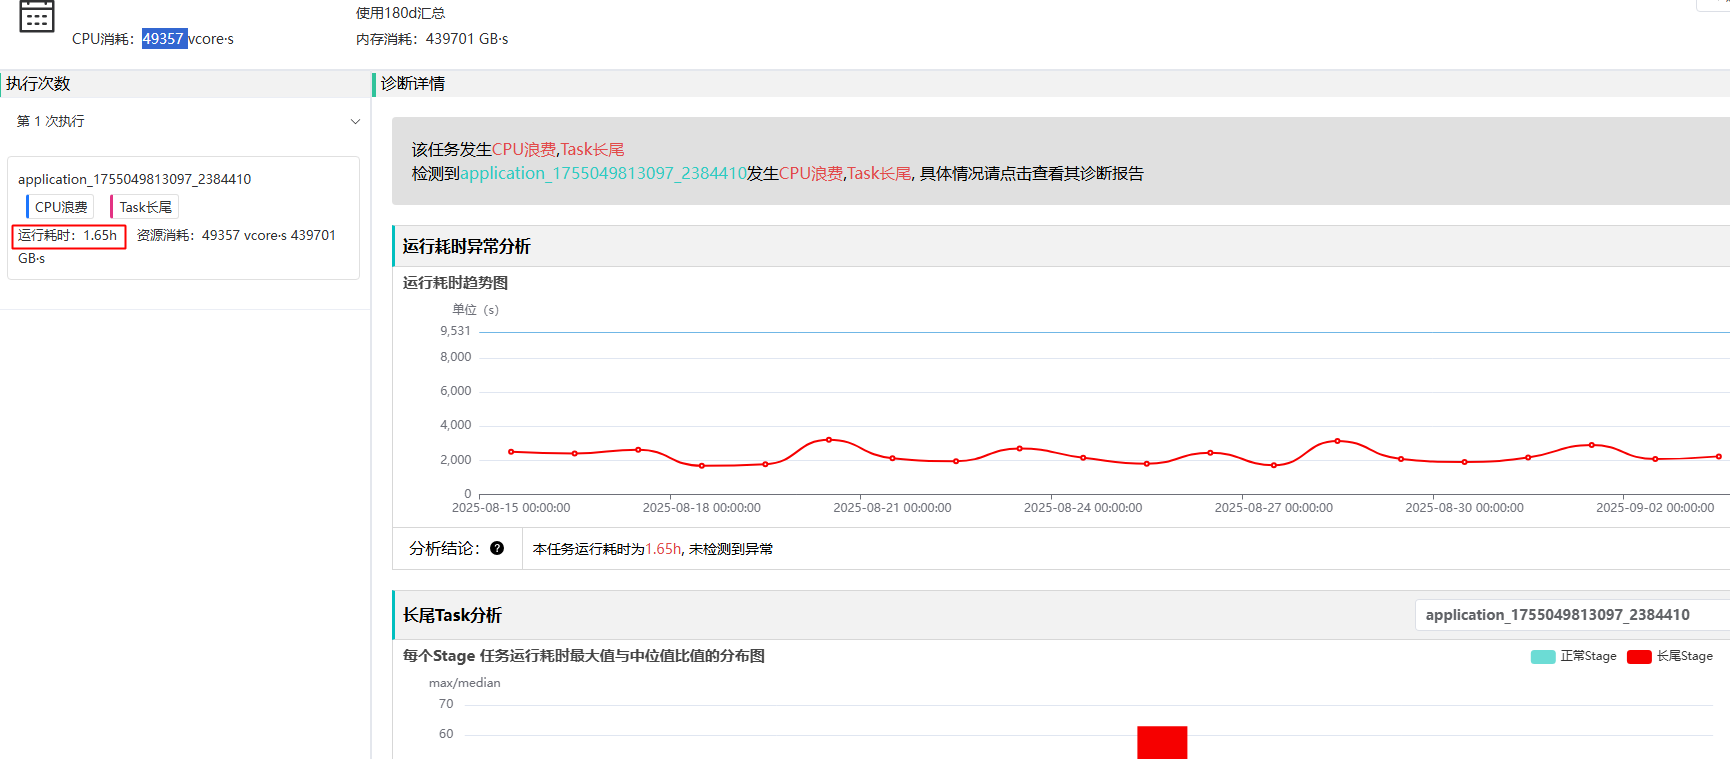 使用180d汇总
CPU消耗：49357 vcore·s
内存消耗：439701 GB·s
执行次数
第 1 次执行
application_1755049813097_2384410
CPU浪费
Task长尾
运行耗时：1.65h
资源消耗：49357 vcore·s 439701
GB·s
诊断详情
该任务发生CPU浪费,Task长尾
检测到application_1755049813097_2384410发生CPU浪费,Task长尾, 具体情况请点击查看其诊断报告
运行耗时异常分析
运行耗时趋势图
单位（s）
9,531
8,000
6,000
4,000
2,000
0
2025-08-15 00:00:00
2025-08-18 00:00:00
2025-08-21 00:00:00
2025-08-24 00:00:00
2025-08-27 00:00:00
2025-08-30 00:00:00
2025-09-02 00:00:00
分析结论：
本任务运行耗时为1.65h, 未检测到异常
长尾Task分析
application_1755049813097_2384410
每个Stage 任务运行耗时最大值与中位值比值的分布图
正常Stage
长尾Stage
max/median
70
60